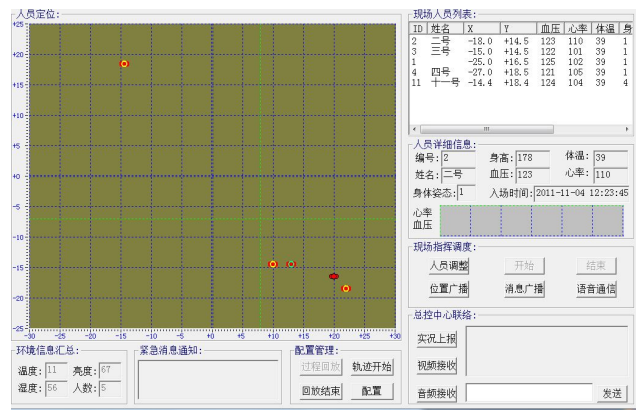 人员定位:
+25
+20
+15
+10
+5
+0
-5
-10
-15
-20
-25
-30 -25 -20 -15 -10 -5 +0 +5 +10 +15 +20 +25 +30
环境信息汇总:
温度: 11 亮度: 67
湿度: 56 人数: 5
紧急消息通知:
配置管理:
过程回放 轨迹开始
回放结束 配置
现场人员列表:
ID 姓名 X Y 血压 心率 体温 身
2 二号 -18.0 +14.5 123 110 39 1
3 三号 -15.0 +14.5 122 101 39 1
1 -25.0 +16.5 125 102 39 1
4 四号 -27.0 +18.5 121 105 39 1
11 十一号 -14.4 +18.4 124 104 39 4
人员详细信息:
编号: 2 身高: 178 体温: 39
姓名: 二号 血压: 123 心率: 110
身体姿态: 1 入场时间: 2011-11-04 12:23:45
心率
血压
现场指挥调度:
人员调整 开始 结束
位置广播 消息广播 语音通信
总控中心联络:
实况上报
视频接收
音频接收 发送